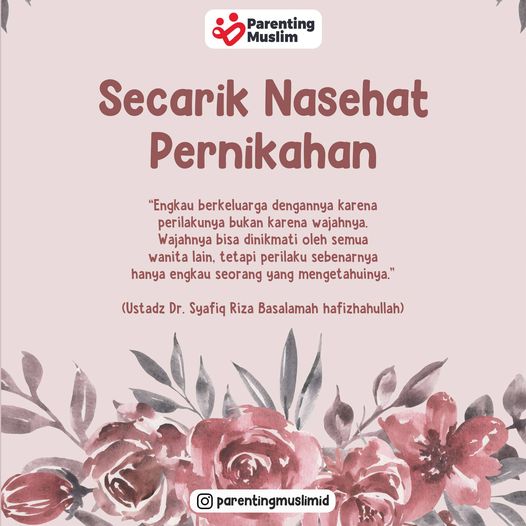 Parenting
Muslim
Secarik Nasehat
Pernikahan
“Engkau berkeluarga dengannya karena
perilakunya bukan karena wajahnya.
Wajahnya bisa dinikmati oleh semua
wanita lain, tetapi perilaku sebenarnya
hanya engkau seorang yang mengetahuinya.”
(Ustadz Dr. Syafiq Riza Basalamah hafizhahullah)
parentingmuslimid